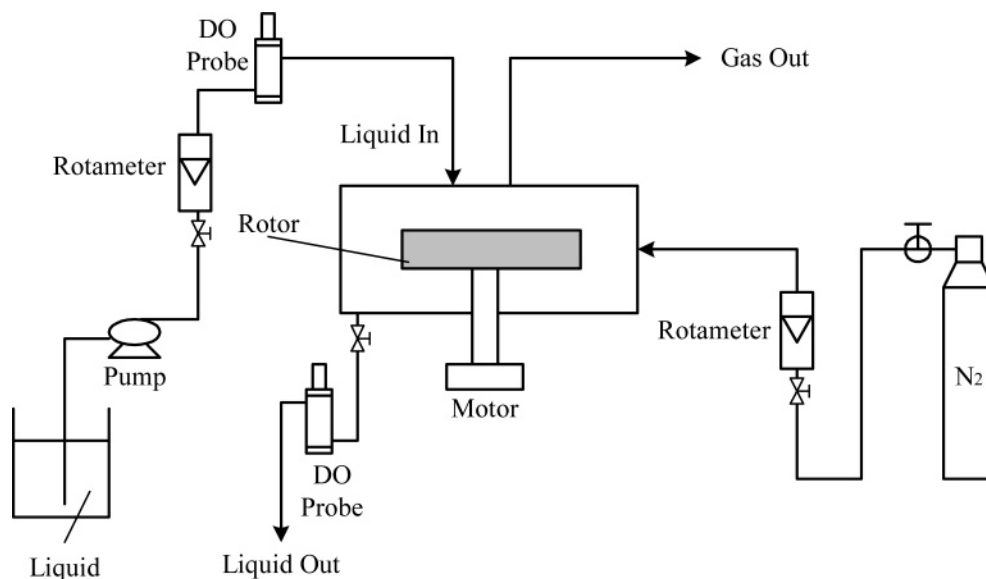 DO
Probe
Gas Out
Liquid In
Rotameter
Rotor
Rotameter
Pump
N2
Motor
DO
Probe
Liquid Out
Liquid